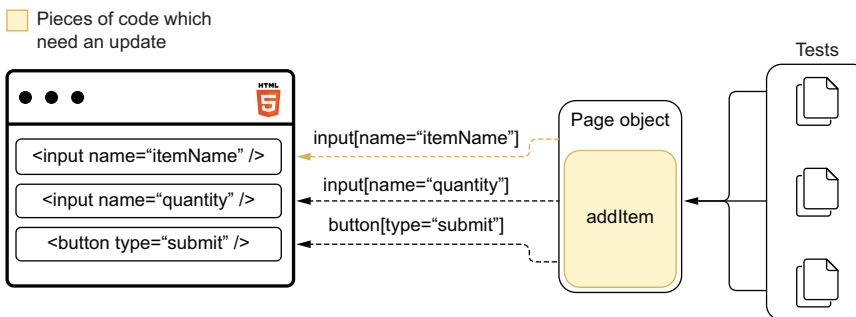 Pieces of code which
need an update
Tests
HTML
5
Page object
input[name=“itemName”]
<input name=“itemName” />
input[name=“quantity”]
<input name=“quantity” />
addItem
button[type=“submit”]
<button type=“submit” />